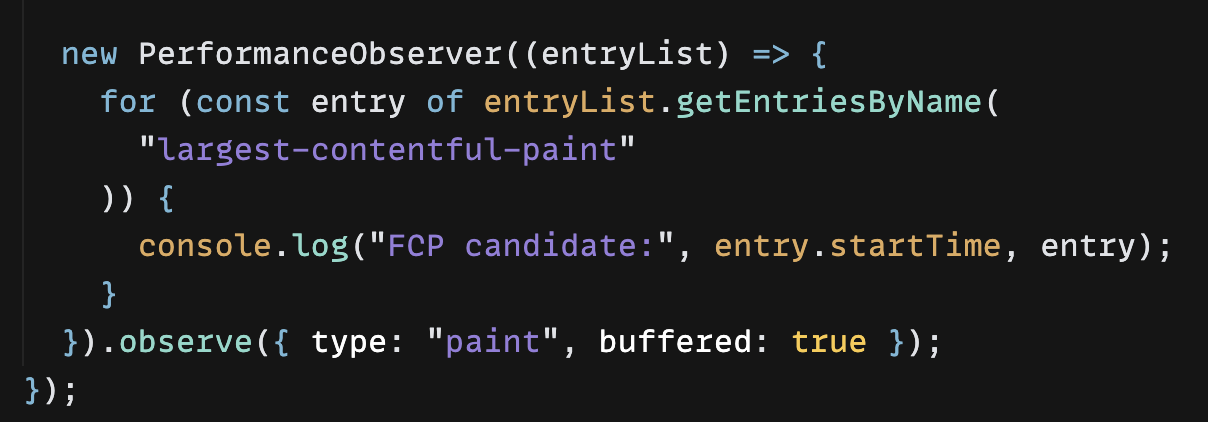 new PerformanceObserver((entryList) => {
for (const entry of entryList.getEntriesByName(
"largest-contentful-paint"
)) {
console.log("FCP candidate:", entry.startTime, entry);
}
}).observe({ type: "paint", buffered: true });
});